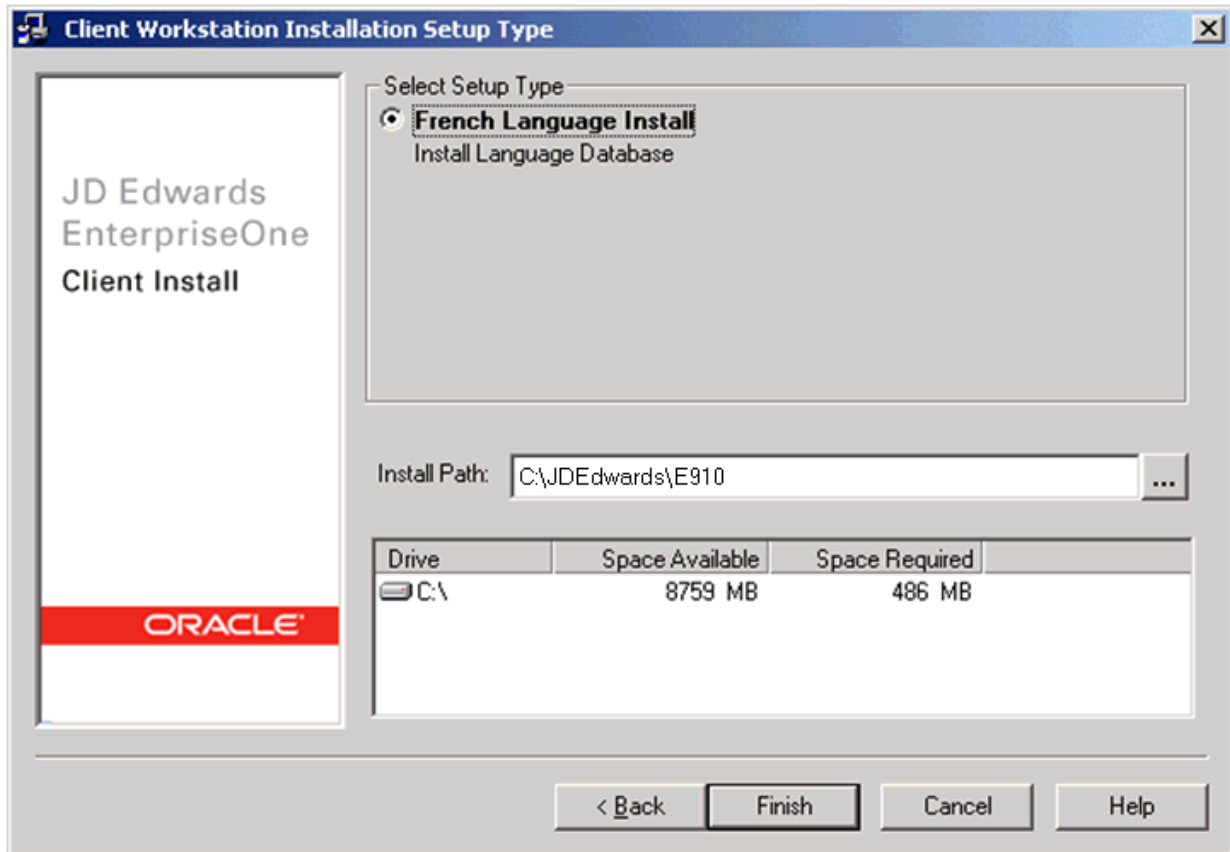 Client Workstation Installation Setup Type
JD Edwards
EnterpriseOne
Client Install
ORACLE
Select Setup Type
French Language Install
Install Language Database
Install Path:
C:\JDEdwards\E910
...
Drive Space Available Space Required
C:\ 8759 MB 486 MB
< Back Finish Cancel Help